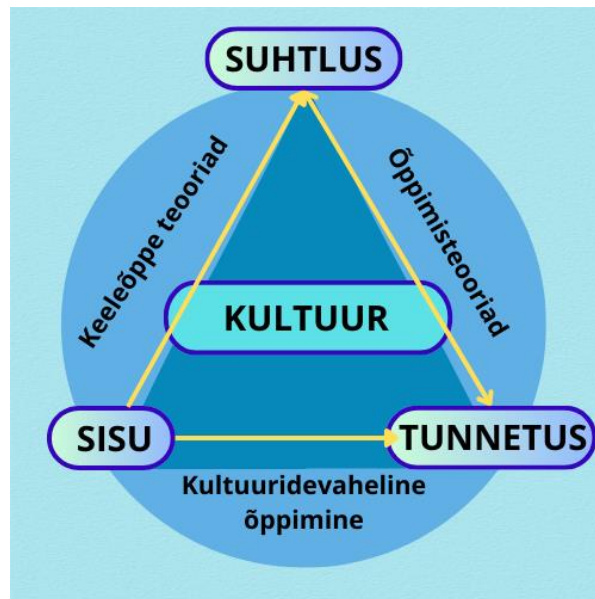 SUHTLUS
Keeleõppe teooriad
Õppimisteooriad
KULTUUR
SISU
TUNNETUS
Kultuuridevaheline
õppimine